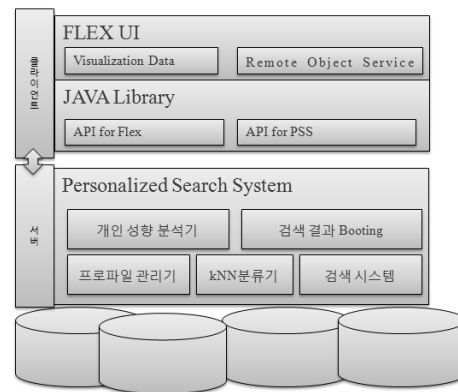 클라이언트
FLEX UI
Visualization Data
Remote Object Service
JAVA Library
API for Flex
API for PSS
서버
Personalized Search System
개인 성향 분석기
검색 결과 Booting
프로파일 관리기
kNN분류기
검색 시스템